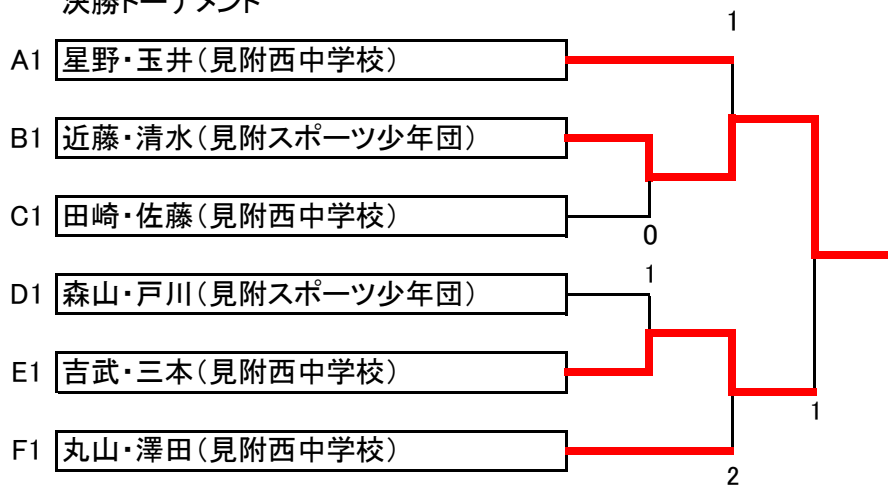 決勝トーナメント
1
A1 星野・玉井(見附西中学校)
B1 近藤・清水(見附スポーツ少年団)
C1 田崎・佐藤(見附西中学校)
0
1
D1 森山・戸川(見附スポーツ少年団)
E1 吉武・三本(見附西中学校)
1
F1 丸山・澤田(見附西中学校)
2